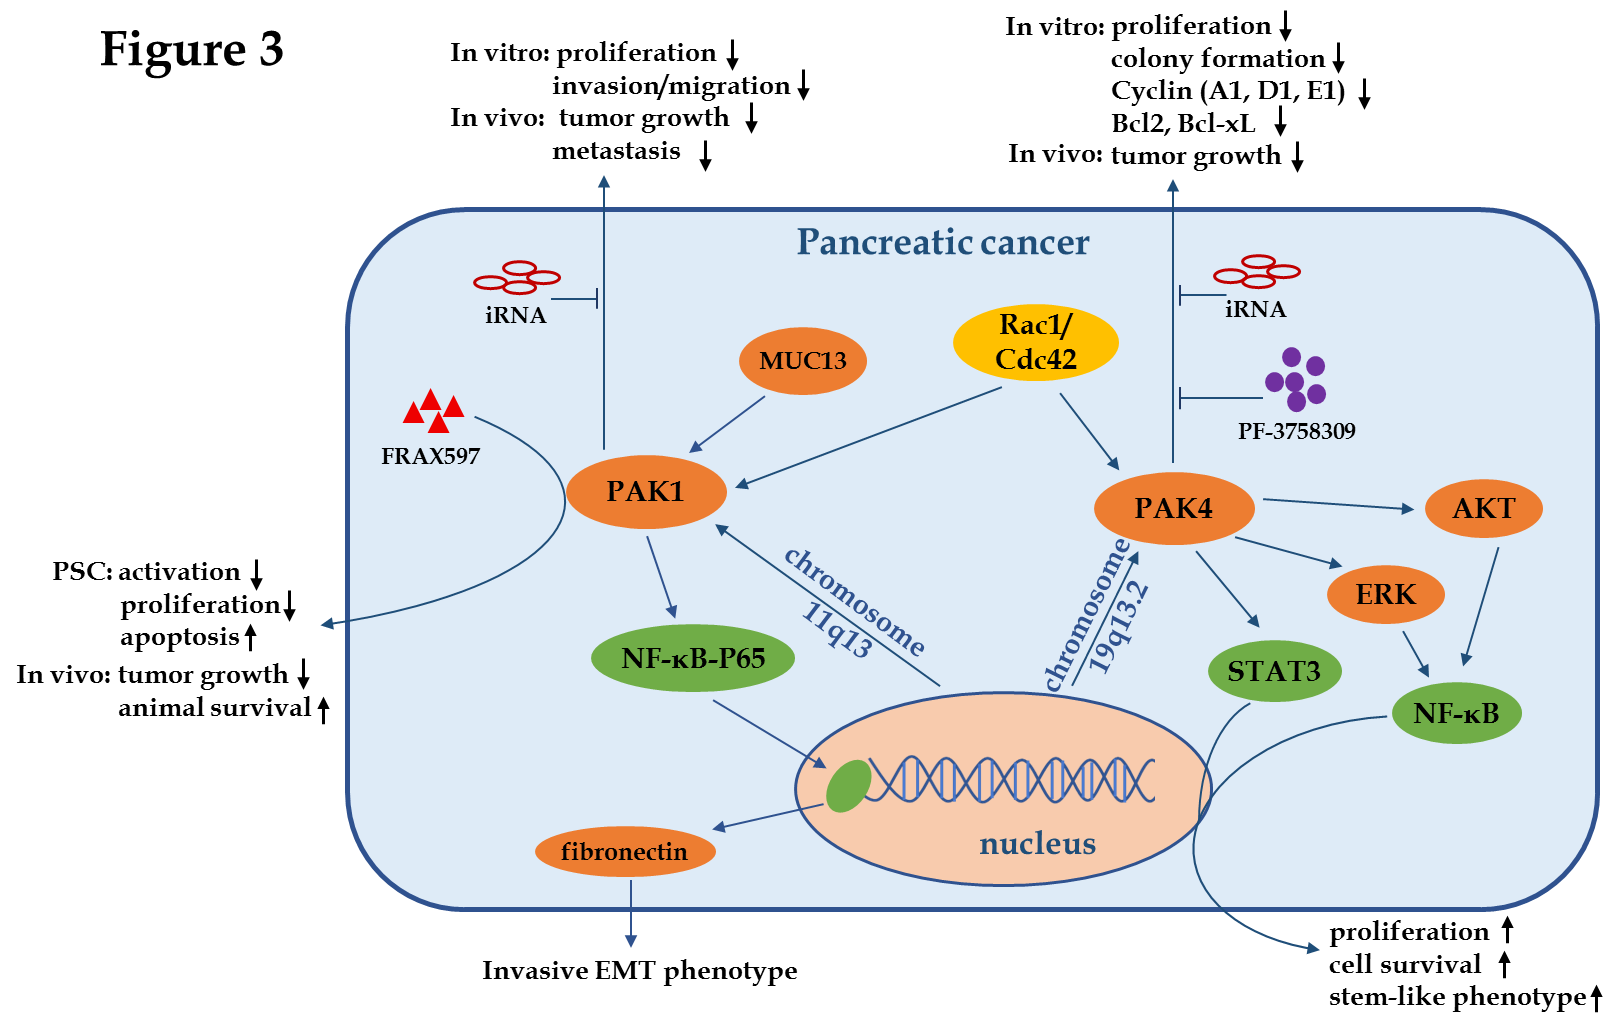 Figure 3
In vitro: proliferation ↓
invasion/migration ↓
In vivo: tumor growth ↓
metastasis ↓
In vitro: proliferation ↓
colony formation ↓
Cyclin (A1, D1, E1) ↓
Bcl2, Bcl-xL ↓
In vivo: tumor growth ↓
Pancreatic cancer
iRNA
iRNA
MUC13
Rac1/
Cdc42
FRAX597
PF-3758309
PAK1
PAK4
AKT
chromosome
11q13
chromosome
19q13.2
ERK
PSC: activation ↓
proliferation ↓
apoptosis ↑
In vivo: tumor growth ↓
animal survival ↑
NF-κB-P65
STAT3
NF-κB
nucleus
fibronectin
Invasive EMT phenotype
proliferation ↑
cell survival ↑
stem-like phenotype ↑